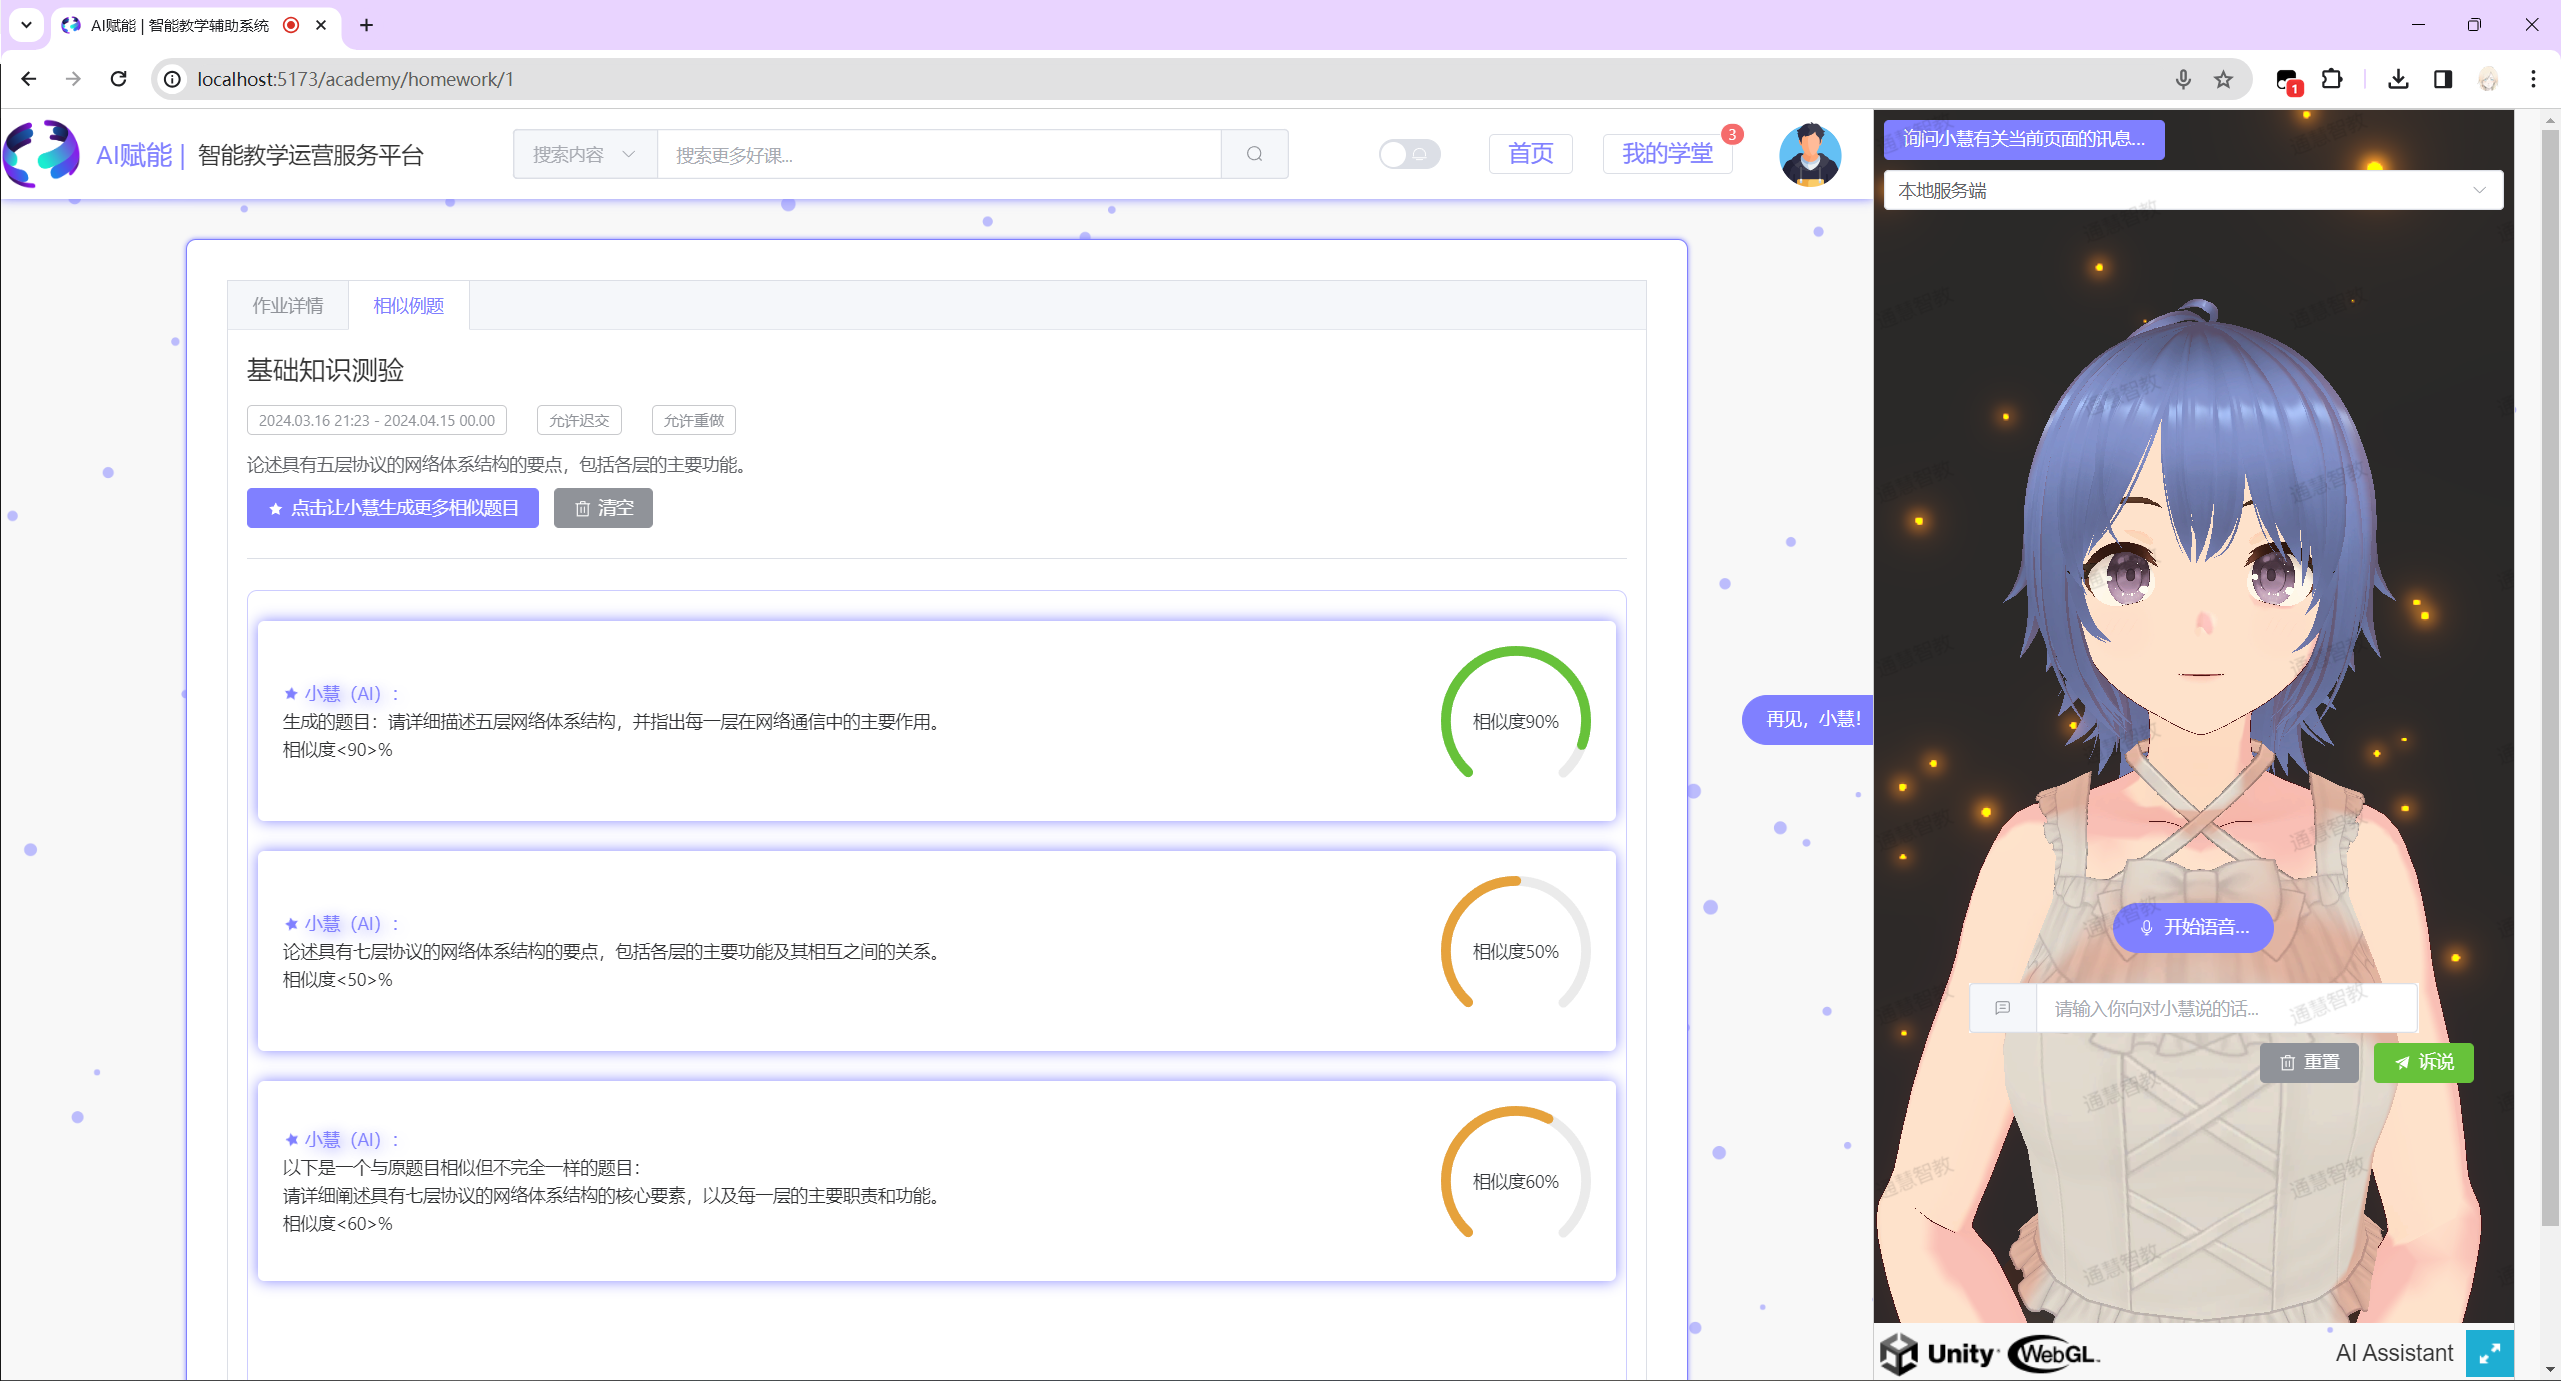 AI赋能 | 智能教学辅助系统
localhost:5173/academy/homework/1
1
AI赋能 | 智能教学运营服务平台
搜索内容
搜索更多好课...
首页
我的学堂
3
询问小慧有关当前页面的讯息...
本地服务端
作业详情
相似例题
基础知识测验
2024.03.16 21:23 - 2024.04.15 00.00
允许迟交
允许重做
论述具有五层协议的网络体系结构的要点，包括各层的主要功能。
点击让小慧生成更多相似题目
清空
小慧（AI）：
生成的题目：请详细描述五层网络体系结构，并指出每一层在网络通信中的主要作用。
相似度<90>%
相似度90%
再见，小慧！
小慧（AI）：
论述具有七层协议的网络体系结构的要点，包括各层的主要功能及其相互之间的关系。
相似度<50>%
相似度50%
开始语音...
请输入你向对小慧说的话...
重置
诉说
小慧（AI）：
以下是一个与原题目相似但不完全一样的题目：
请详细阐述具有七层协议的网络体系结构的核心要素，以及每一层的主要职责和功能。
相似度<60>%
相似度60%
通慧智教
Unity
WebGL
AI Assistant